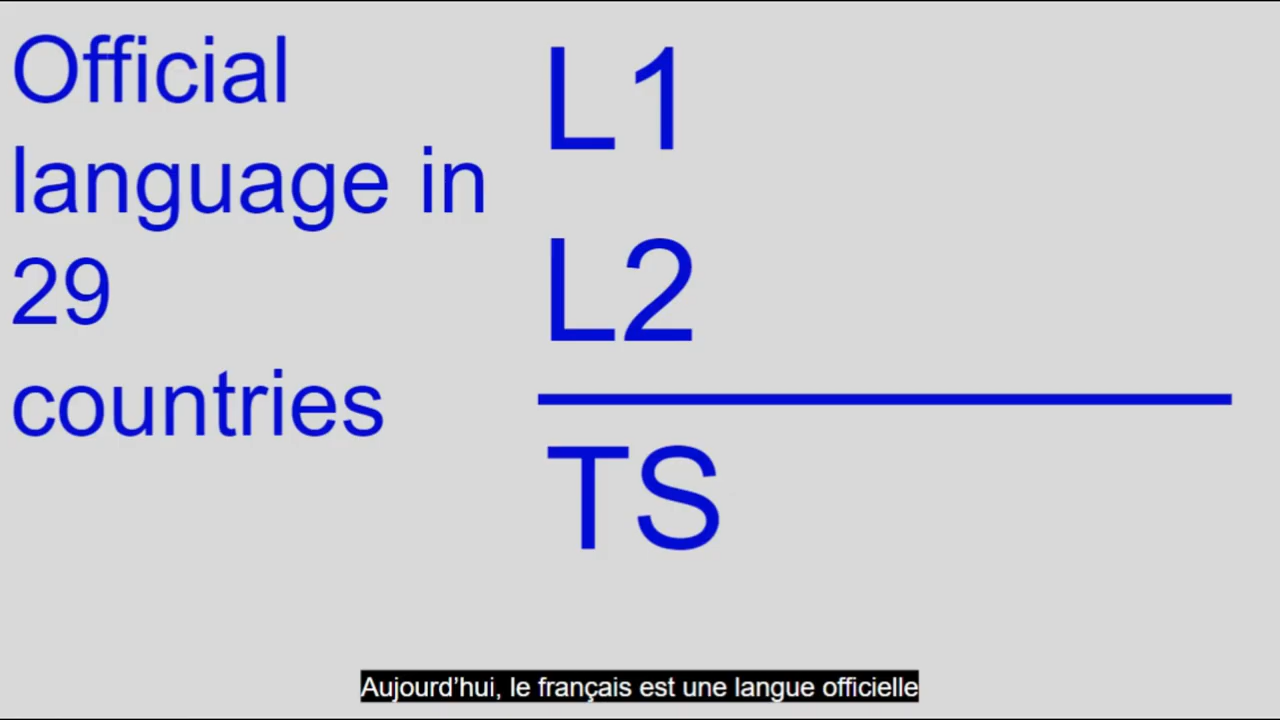 Official
language in
29
countries
L1
L2
TS
Aujourd’hui, le français est une langue officielle